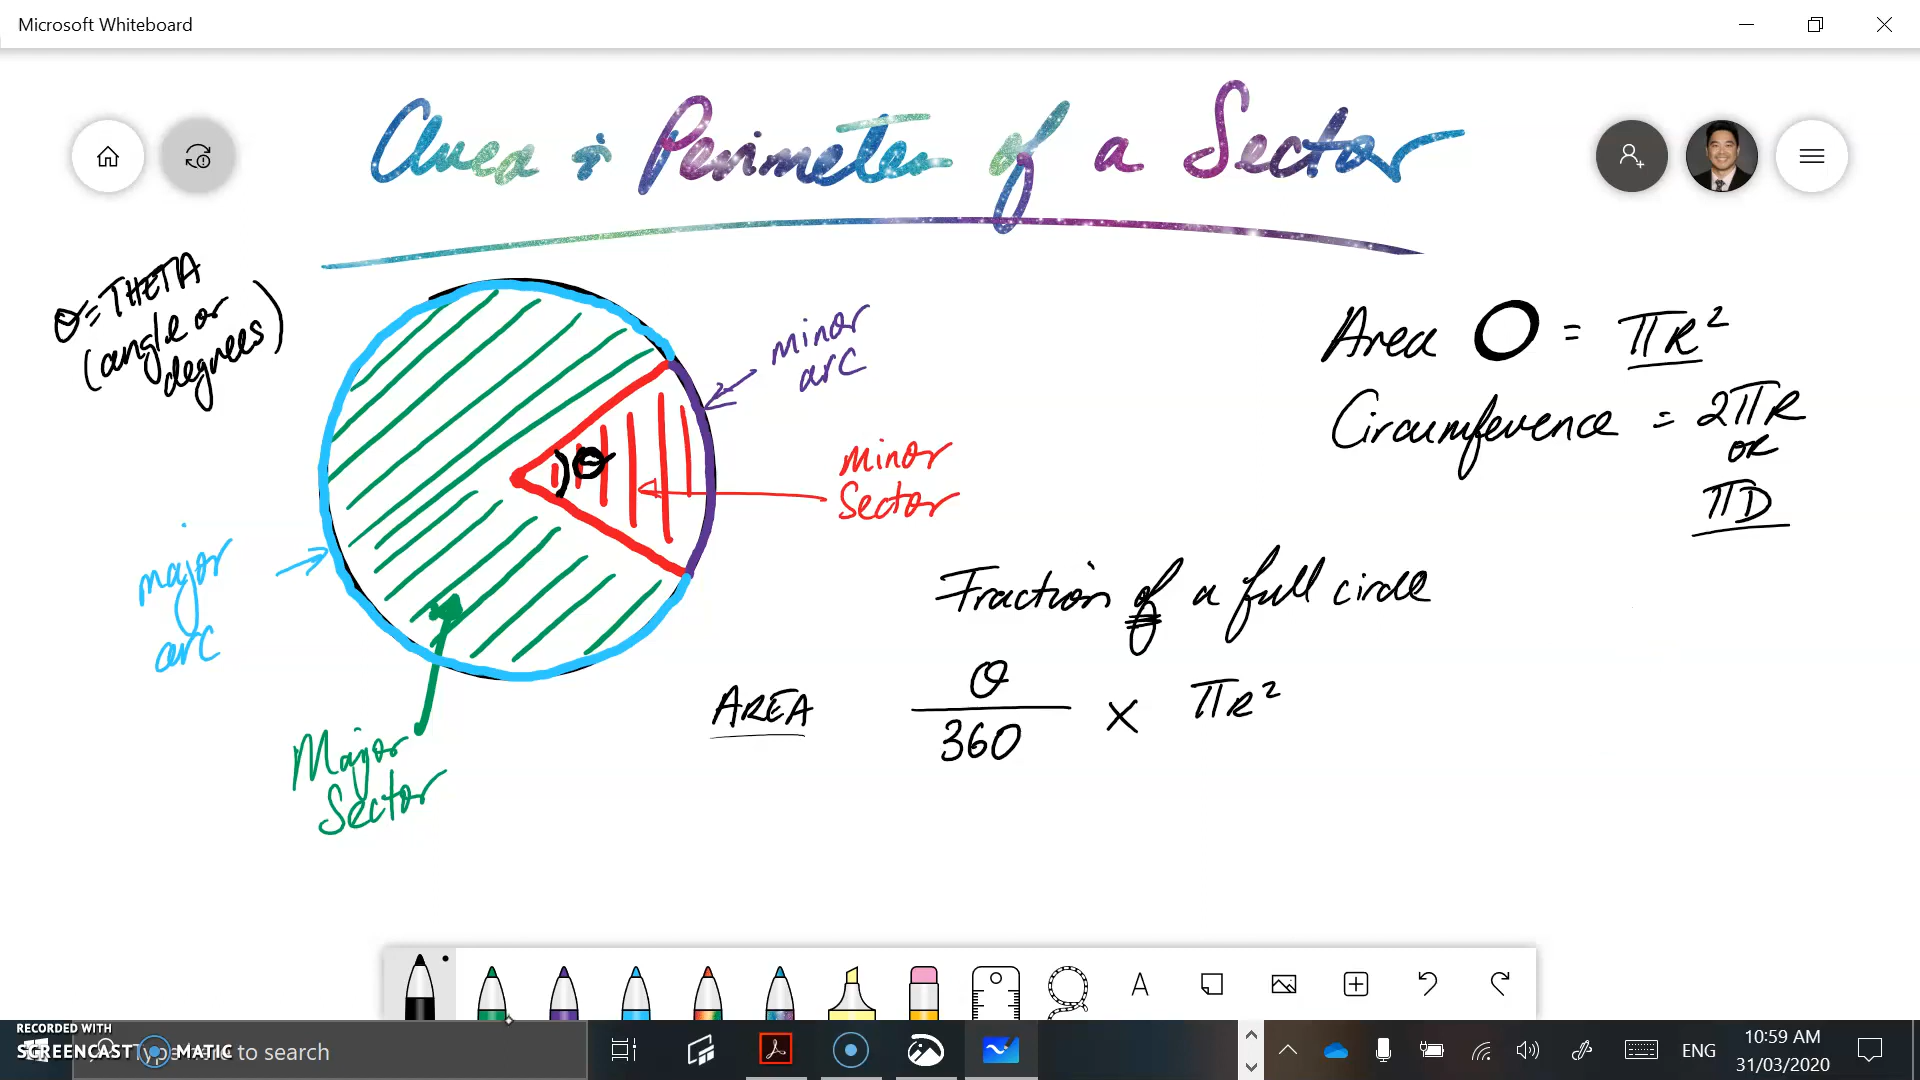 Microsoft Whiteboard
Area & Perimeter of a Sector
θ = THETA
(angle or
degrees)
minor
arc
Area O = πR²
Circumference = 2πR
OR
πD
minor
Sector
major
arc
Fraction of a full circle
AREA θ/360 × πR²
Major
Sector
RECORDED WITH
SCREENCAST MATIC
Type here to search
ENG
10:59 AM
31/03/2020